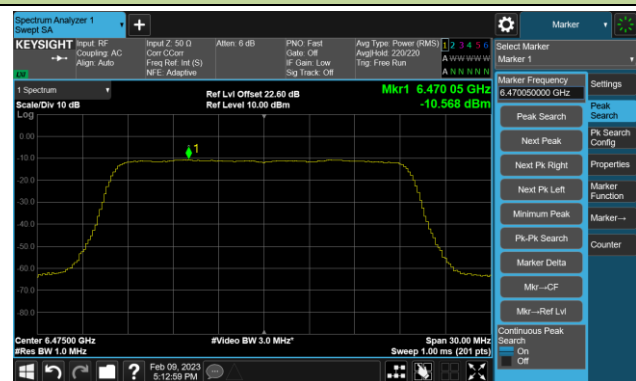 Spectrum Analyzer 1
Swept SA
Marker
KEYSIGHT
Input: RF
Coupling: AC
Align: Auto
Input Z: 50 Ω
Corr CCorr
Freq Ref: Int (S)
NFE: Adaptive
Atten: 6 dB
PNO: Fast
Gate: Off
IF Gain: Low
Sig Track: Off
Avg Type: Power (RMS)
Avg|Hold: 220/220
Trig: Free Run
1 2 3 4 5 6
A W W W W W
A N N N N N
LXI
1 Spectrum
Scale/Div 10 dB
Log
Ref Lvl Offset 22.60 dB
Ref Level 10.00 dBm
Mkr1 6.470 05 GHz
-10.568 dBm
1
0.00
-10.0
-20.0
-30.0
-40.0
-50.0
-60.0
-70.0
-80.0
Center 6.47500 GHz
#Res BW 1.0 MHz
#Video BW 3.0 MHz*
Span 30.00 MHz
Sweep 1.00 ms (201 pts)
Feb 09, 2023
5:12:59 PM
Select Marker
Marker 1
Marker Frequency
6.470050000 GHz
Peak Search
Next Peak
Next Pk Right
Next Pk Left
Minimum Peak
Pk-Pk Search
Marker Delta
Mkr→CF
Mkr→Ref Lvl
Continuous Peak
Search
On
Off
Settings
Peak
Search
Pk Search
Config
Properties
Marker
Function
Marker→
Counter